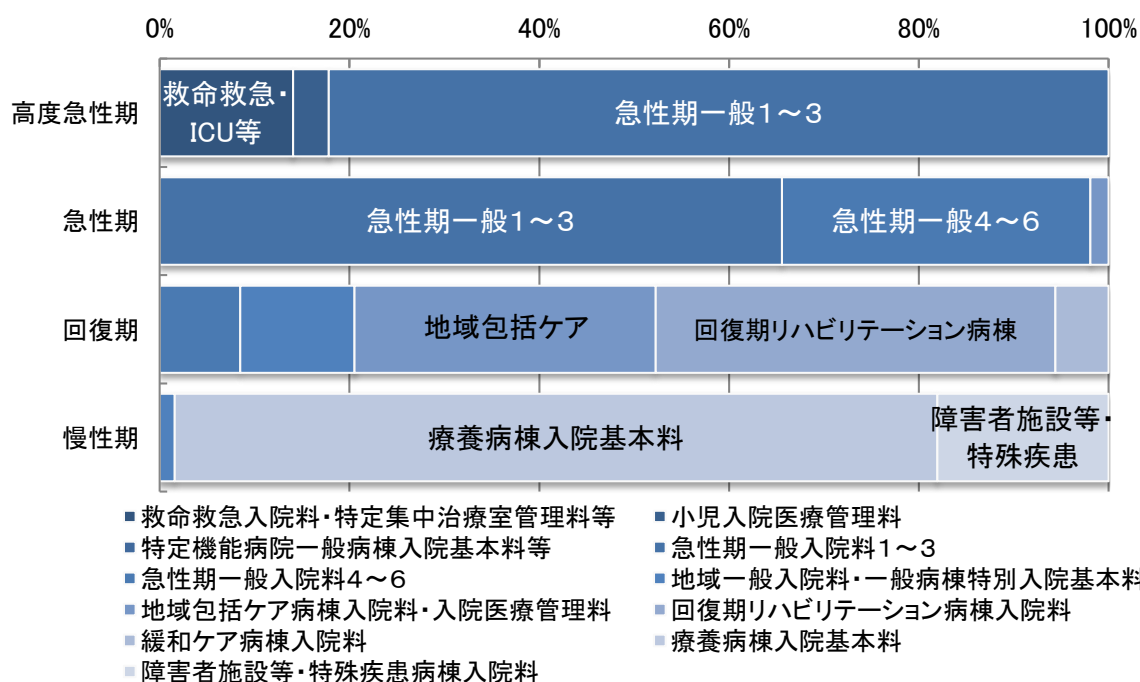 0% 20% 40% 60% 80% 100%
高度急性期
救命救急・
ICU等
急性期一般１～３
急性期
急性期一般１～３
急性期一般４～６
回復期
地域包括ケア
回復期リハビリテーション病棟
慢性期
療養病棟入院基本料
障害者施設等・
特殊疾患
救命救急入院料・特定集中治療室管理料等
小児入院医療管理料
特定機能病院一般病棟入院基本料等
急性期一般入院料１～３
急性期一般入院料４～６
地域一般入院料・一般病棟特別入院基本料
地域包括ケア病棟入院料・入院医療管理料
回復期リハビリテーション病棟入院料
緩和ケア病棟入院料
療養病棟入院基本料
障害者施設等・特殊疾患病棟入院料